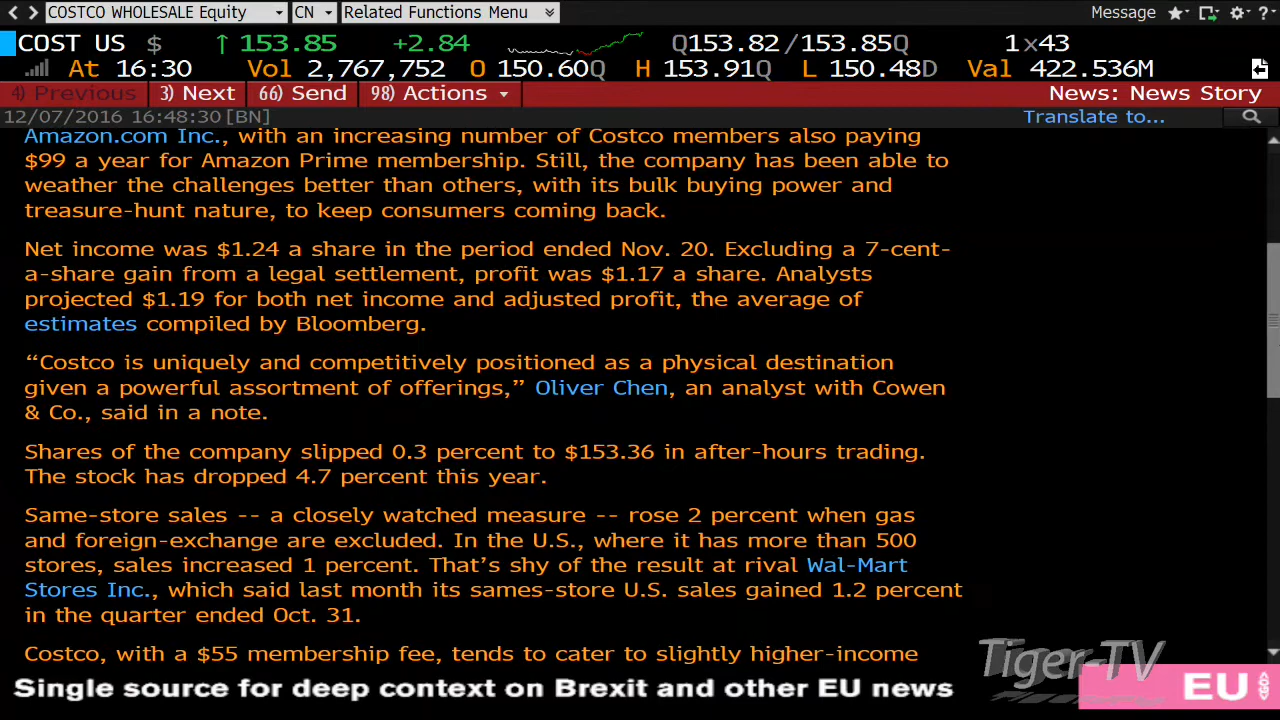 COSTCO WHOLESALE Equity CN Related Functions Menu Message ?
COST US $ ↑ 153.85 +2.84 Q153.82/153.85Q 1×43
At 16:30 Vol 2,767,752 O 150.60Q H 153.91Q L 150.48D Val 422.536M
4) Previous 3) Next 66) Send 98) Actions News: News Story
12/07/2016 16:48:30 [BN] Translate to...
Amazon.com Inc., with an increasing number of Costco members also paying
$99 a year for Amazon Prime membership. Still, the company has been able to
weather the challenges better than others, with its bulk buying power and
treasure-hunt nature, to keep consumers coming back.
Net income was $1.24 a share in the period ended Nov. 20. Excluding a 7-cent-
a-share gain from a legal settlement, profit was $1.17 a share. Analysts
projected $1.19 for both net income and adjusted profit, the average of
estimates compiled by Bloomberg.
“Costco is uniquely and competitively positioned as a physical destination
given a powerful assortment of offerings,” Oliver Chen, an analyst with Cowen
& Co., said in a note.
Shares of the company slipped 0.3 percent to $153.36 in after-hours trading.
The stock has dropped 4.7 percent this year.
Same-store sales -- a closely watched measure -- rose 2 percent when gas
and foreign-exchange are excluded. In the U.S., where it has more than 500
stores, sales increased 1 percent. That’s shy of the result at rival Wal-Mart
Stores Inc., which said last month its sames-store U.S. sales gained 1.2 percent
in the quarter ended Oct. 31.
Costco, with a $55 membership fee, tends to cater to slightly higher-income
Tiger-TV
Single source for deep context on Brexit and other EU news EU